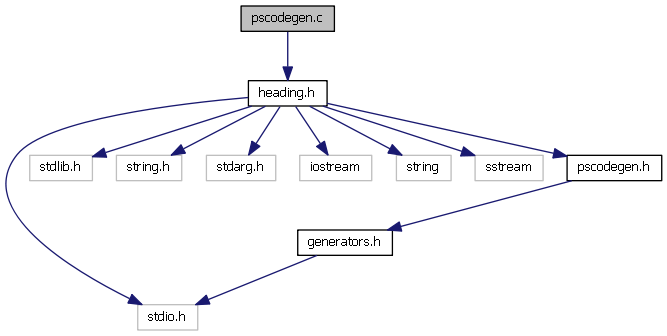 pscodegen.c
heading.h
stdlib.h
string.h
stdarg.h
iostream
string
sstream
pscodegen.h
generators.h
stdio.h